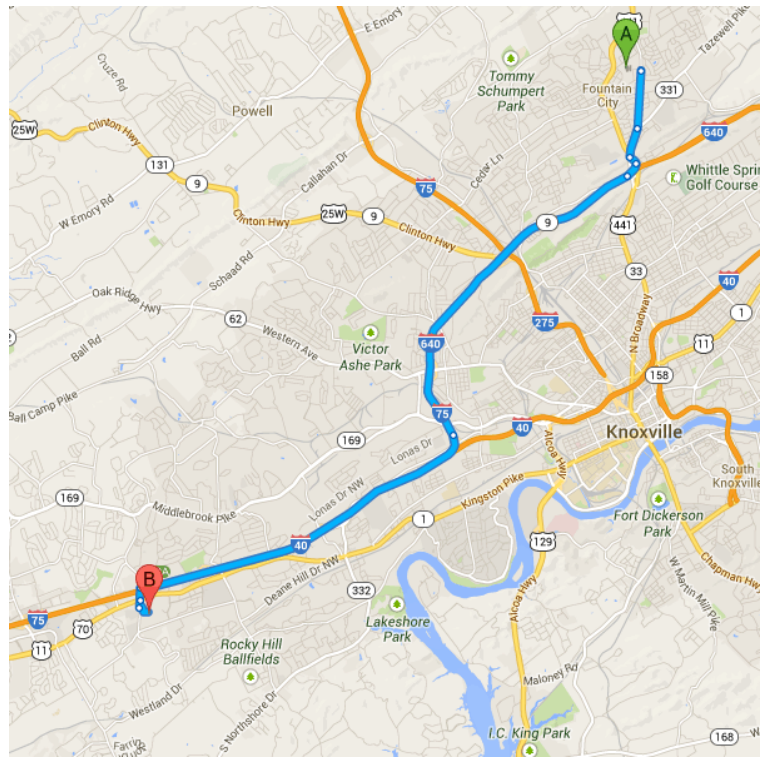 E Emory Rd
Tazewell Pike
A
Cruze Rd
Tommy
Schumpert
Park
Fountain
City
331
Powell
25W
Clinton Hwy
640
131
Callahan Dr
Cedar Ln
Whittle Spri
Golf Course
9
75
W Emory Rd
Clinton Hwy
25W
9
9
441
Clinton Hwy
Schaad Rd
33
40
Oak Ridge Hwy
62
275
N Broadway
1
Ball Rd
Western Ave
Victor
Ashe Park
640
11
158
Ball Camp Pike
75
40
169
Lonas Dr
Alcoa Hwy
Knoxville
South
Knoxville
169
Middlebrook Pike
Lonas Dr NW
Kingston Pike
Fort Dickerson
Park
1
40
129
Chapman Hwy
B
Deane Hill Dr NW
332
Alcoa Hwy
W Martin Mill Pike
75
70
11
Lakeshore
Park
Rocky Hill
Ballfields
Maloney Rd
Westland Dr
S Northshore Dr
I.C. King Park
168